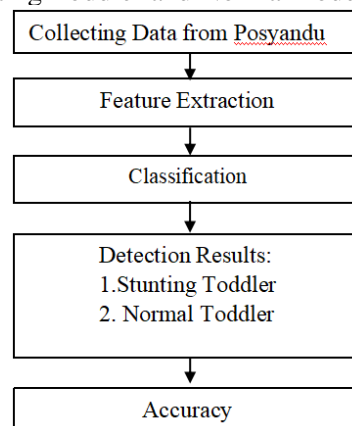 Collecting Data from Posyandu
Feature Extraction
Classification
Detection Results:
1.Stunting Toddler
2. Normal Toddler
Accuracy